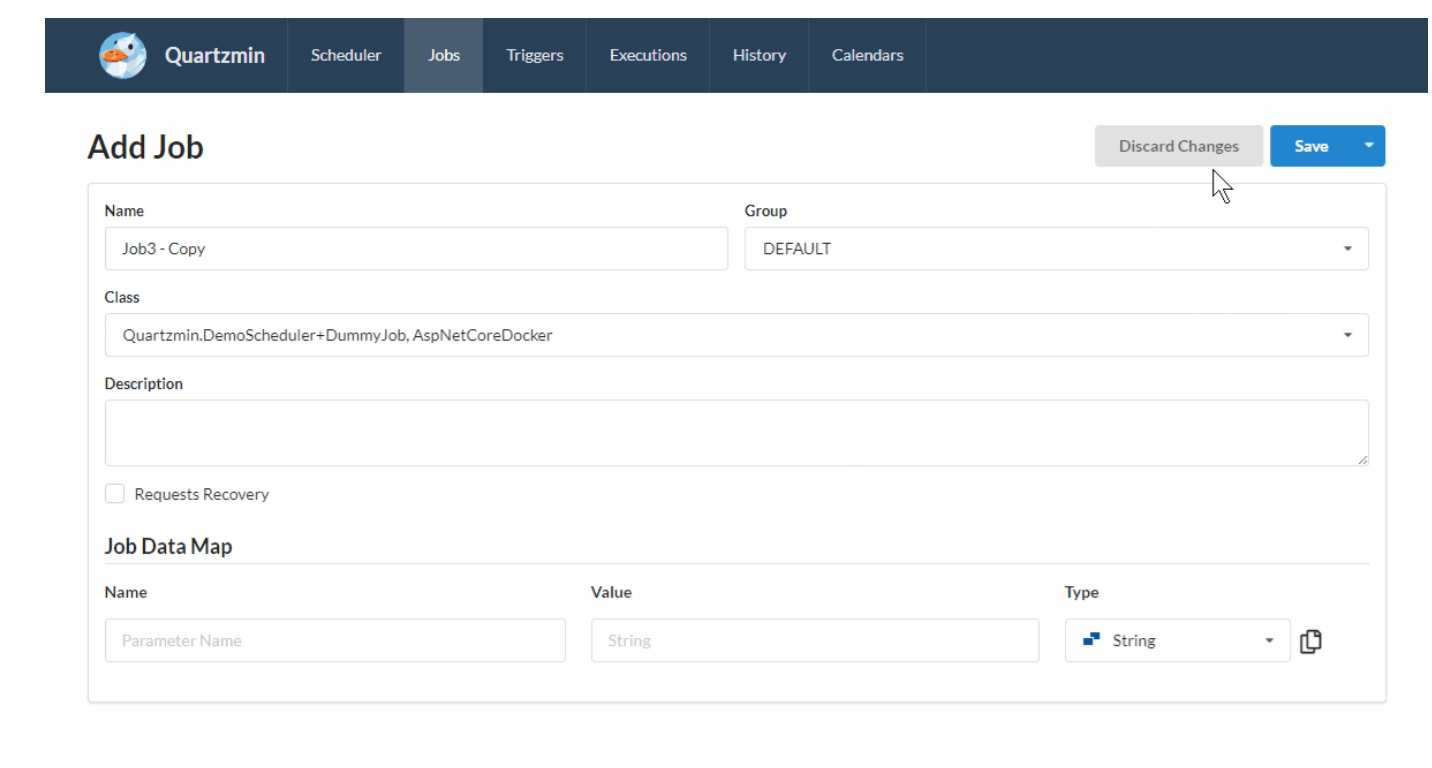 Quartzmin Scheduler Jobs Triggers Executions History Calendars
Add Job Discard Changes Save
Name Group
Job3 - Copy DEFAULT
Class
Quartzmin.DemoScheduler+DummyJob, AspNetCoreDocker
Description
Requests Recovery
Job Data Map
Name Value Type
Parameter Name String String